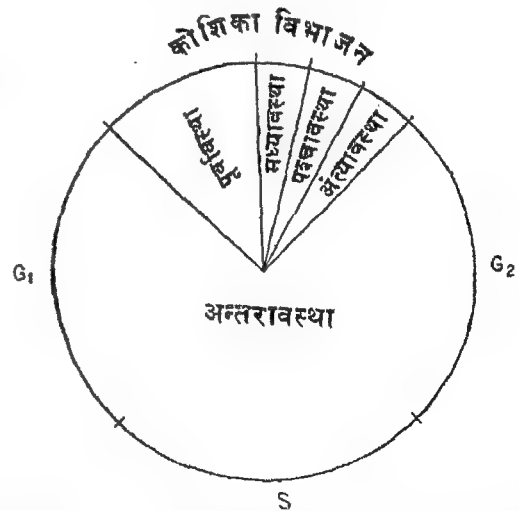 कोशिका विभाजन
पूर्वावस्था
मध्यावस्था
पश्चावस्था
अंत्यावस्था
G₁
G₂
अन्तरावस्था
S